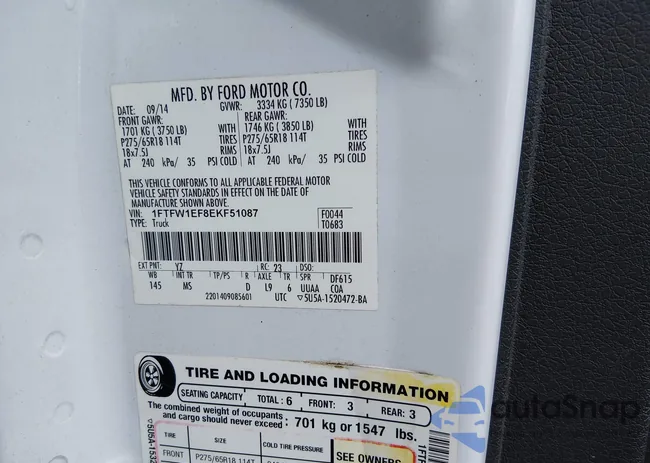 MFD. BY FORD MOTOR CO.
DATE: 09/14 GVWR: 3334 KG ( 7350 LB)
FRONT GAWR: REAR GAWR:
1701 KG ( 3750 LB) WITH 1746 KG ( 3850 LB) WITH
P275/65R18 114T TIRES P275/65R18 114T TIRES
18x7.5J RIMS 18x7.5J RIMS
AT 240 kPa/ 35 PSI COLD AT 240 kPa/ 35 PSI COLD
THIS VEHICLE CONFORMS TO ALL APPLICABLE FEDERAL MOTOR
VEHICLE SAFETY STANDARDS IN EFFECT ON THE DATE OF
MANUFACTURE SHOWN ABOVE.
VIN: 1FTFW1EF8EKF51087 F0044
TYPE: Truck T06B3
EXT PNT: YZ RC: 23 DSO:
WB INT TR TP/PS R AXLE TR SPR DF615
145 MS D L9 6 UUAA COA
2201409085601 UTC ▽5U5A-1520472-BA
TIRE AND LOADING INFORMATION
SEATING CAPACITY TOTAL: 6 FRONT: 3 REAR: 3
The combined weight of occupants
and cargo should never exceed : 701 kg or 1547 lbs.
TIRE SIZE COLD TIRE PRESSURE SEE OWNERS
FRONT P275/65R18 114T
▽5U5A-1532
1FTF
autoSnap